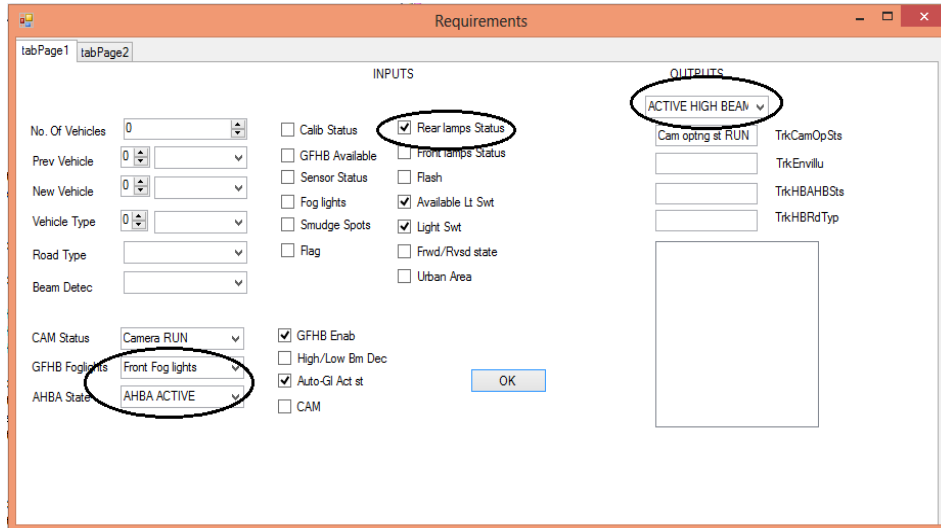 Requirements
tabPage1 tabPage2
INPUTS
OUTPUTS
ACTIVE HIGH BEAM
No. Of Vehicles 0
Prev Vehicle 0
New Vehicle 0
Vehicle Type 0
Road Type
Beam Detec
Calib Status
GFHB Available
Sensor Status
Fog lights
Smudge Spots
Flag
Rear lamps Status
Front lamps Status
Flash
Available Lt Swt
Light Swt
Frwd/Rvsd state
Urban Area
Cam optng st RUN TrkCamOpSts
TrkEnvillu
TrkHBAHBSts
TrkHBRdTyp
CAM Status Camera RUN
GFHB Foglights Front Fog lights
AHBA State AHBA ACTIVE
GFHB Enab
High/Low Bm Dec
Auto-Gl Act st
CAM
OK